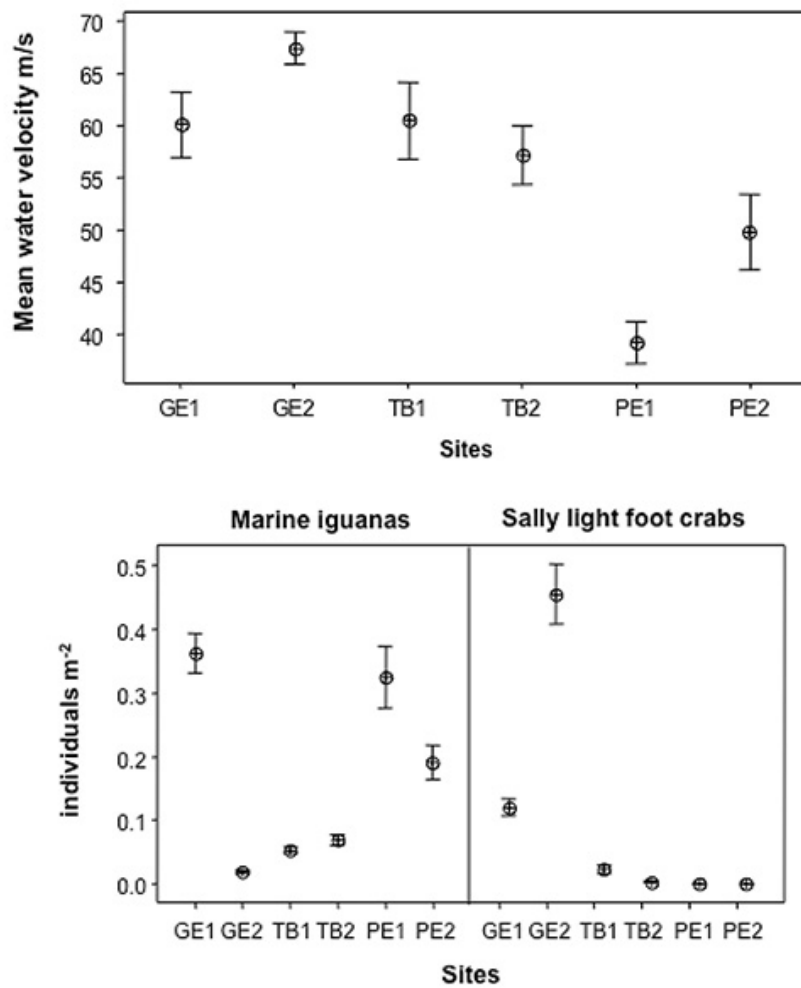 Mean water velocity m/s
70
65
60
55
50
45
40
GE1 GE2 TB1 TB2 PE1 PE2
Sites
Marine iguanas Sally light foot crabs
individuals m⁻²
0.5
0.4
0.3
0.2
0.1
0.0
GE1 GE2 TB1 TB2 PE1 PE2 GE1 GE2 TB1 TB2 PE1 PE2
Sites